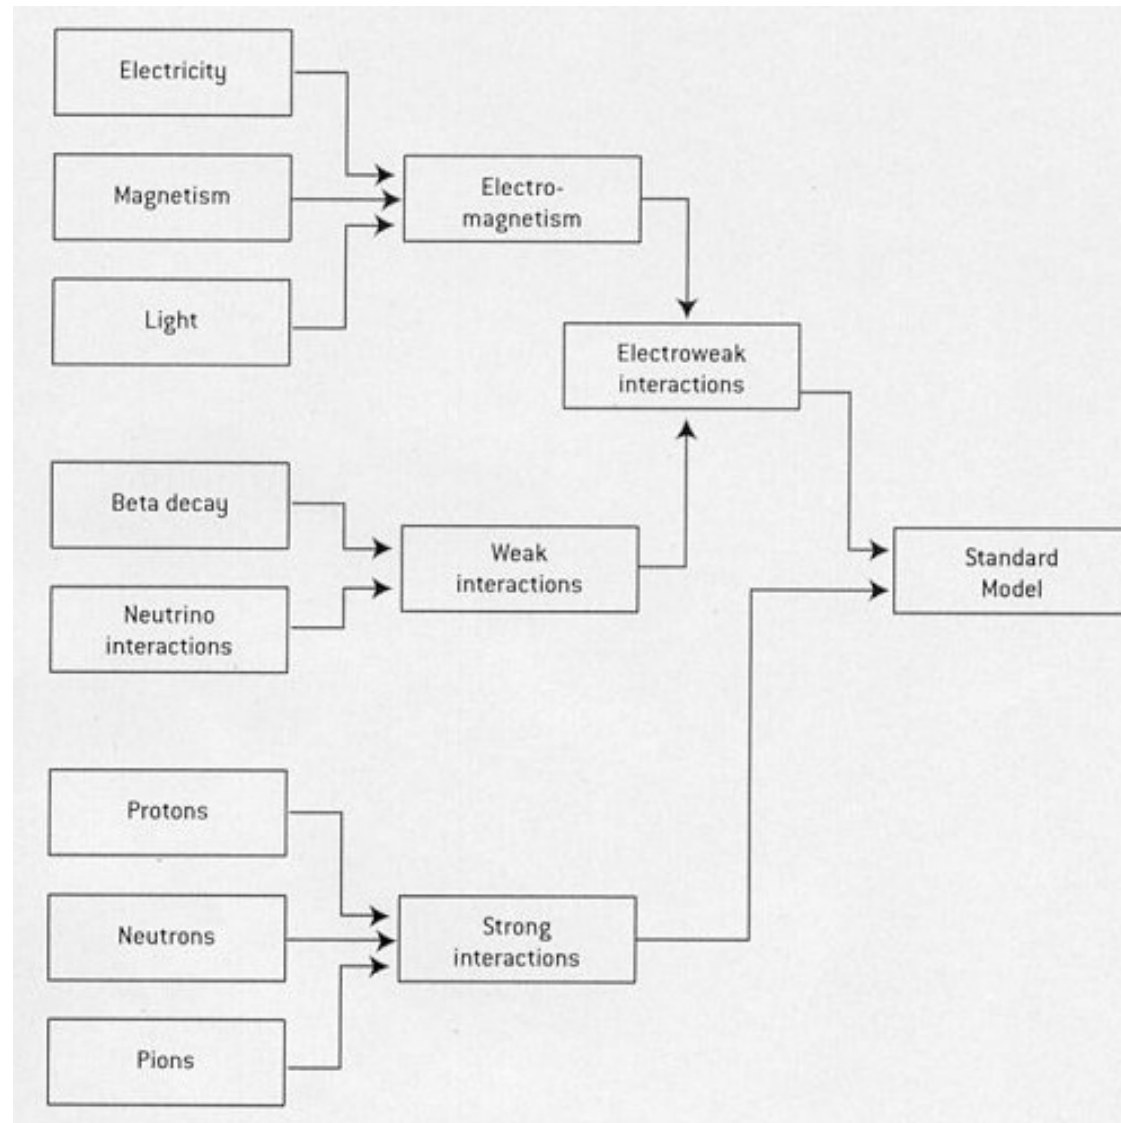 Electricity
Magnetism
Light
Electro-
magnetism
Electroweak
interactions
Beta decay
Neutrino
interactions
Weak
interactions
Standard
Model
Protons
Neutrons
Pions
Strong
interactions